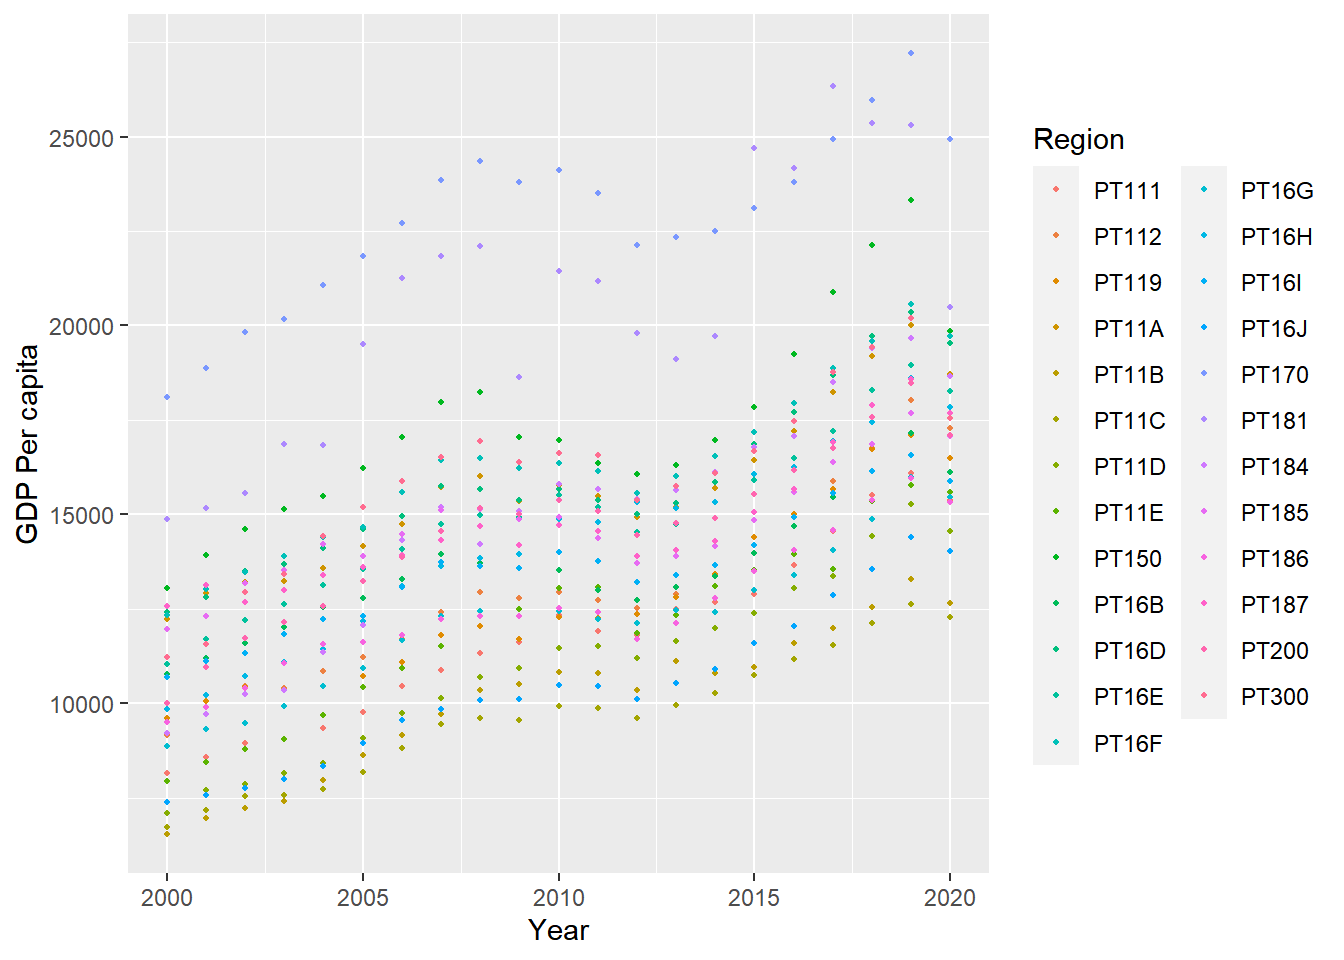 25000
20000
15000
10000
GDP Per capita
2000 2005 2010 2015 2020
Year
Region
PT111 PT16G
PT112 PT16H
PT119 PT16I
PT11A PT16J
PT11B PT170
PT11C PT181
PT11D PT184
PT11E PT185
PT150 PT186
PT16B PT187
PT16D PT200
PT16E PT300
PT16F